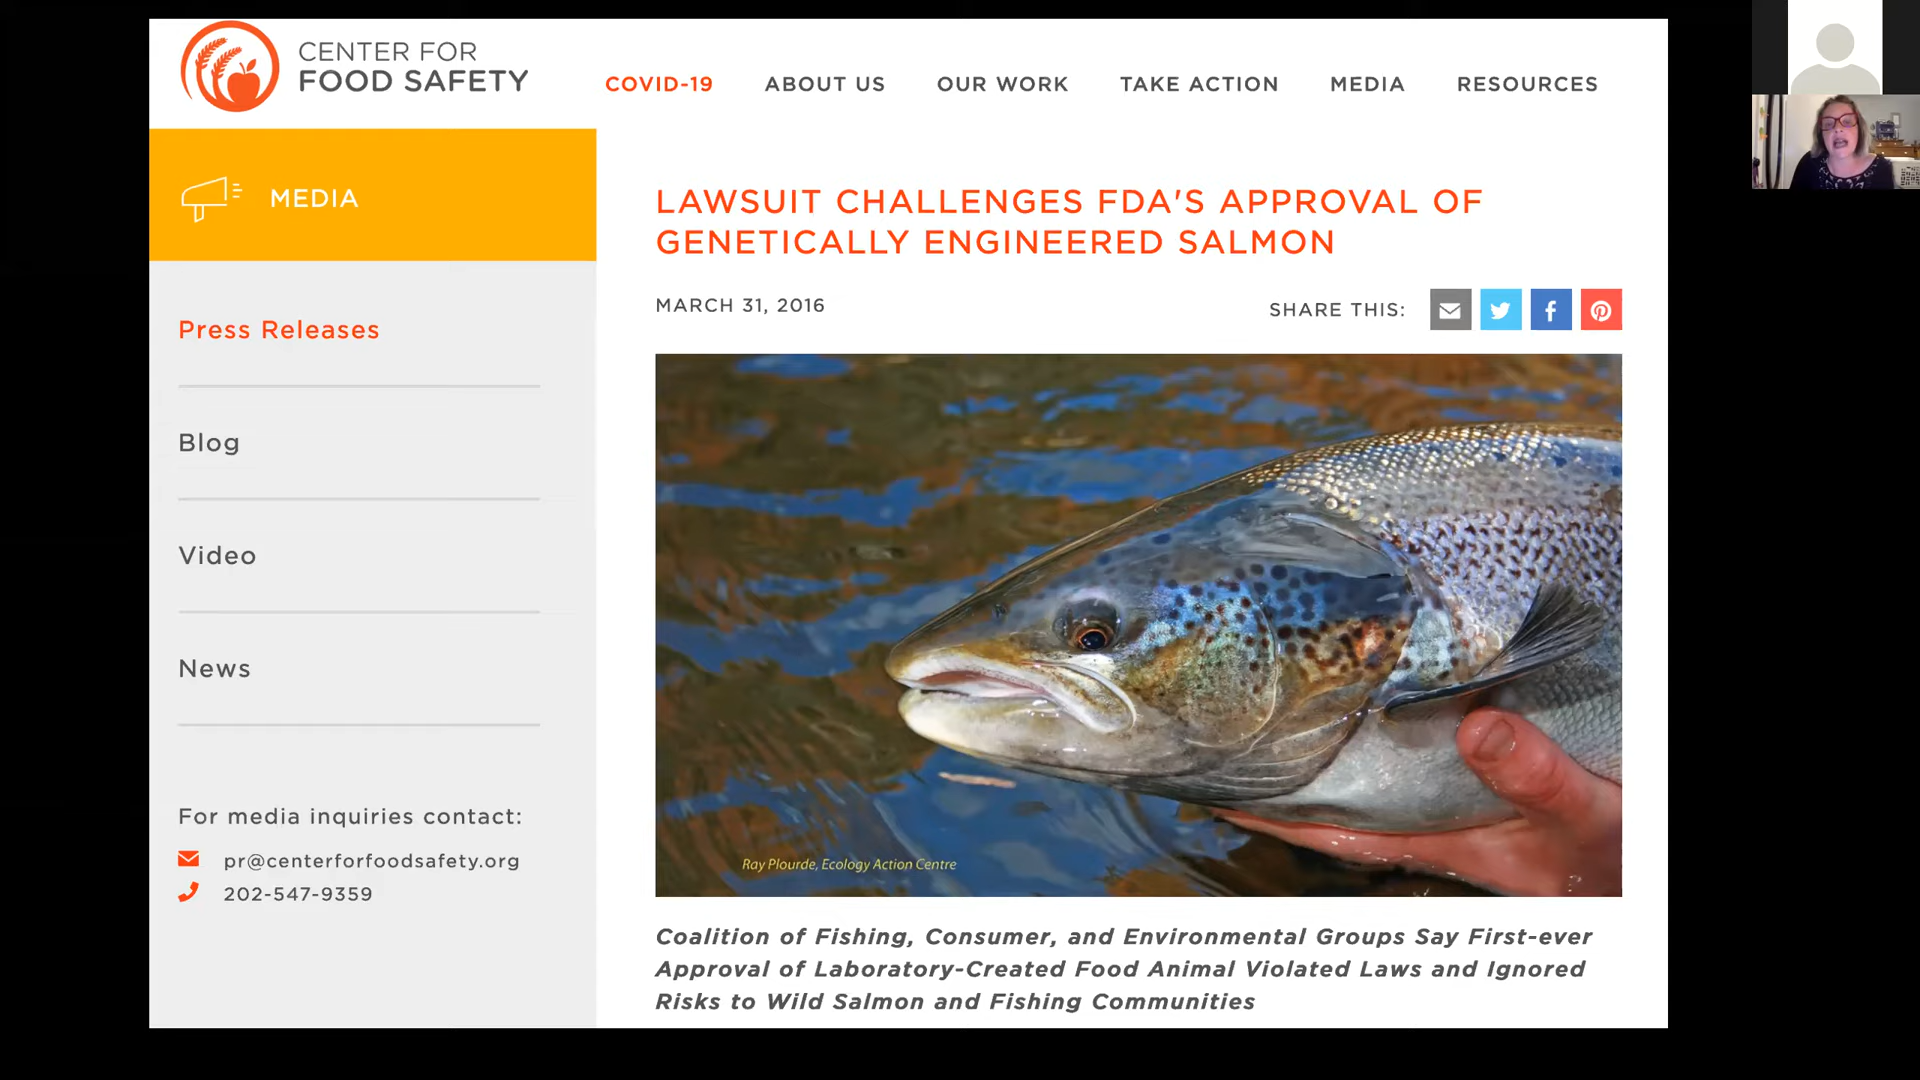 CENTER FOR
FOOD SAFETY
COVID-19 ABOUT US OUR WORK TAKE ACTION MEDIA RESOURCES
MEDIA
Press Releases
Blog
Video
News
For media inquiries contact:
pr@centerforfoodsafety.org
202-547-9359
LAWSUIT CHALLENGES FDA'S APPROVAL OF
GENETICALLY ENGINEERED SALMON
MARCH 31, 2016
SHARE THIS:
Ray Plourde, Ecology Action Centre
Coalition of Fishing, Consumer, and Environmental Groups Say First-ever
Approval of Laboratory-Created Food Animal Violated Laws and Ignored
Risks to Wild Salmon and Fishing Communities